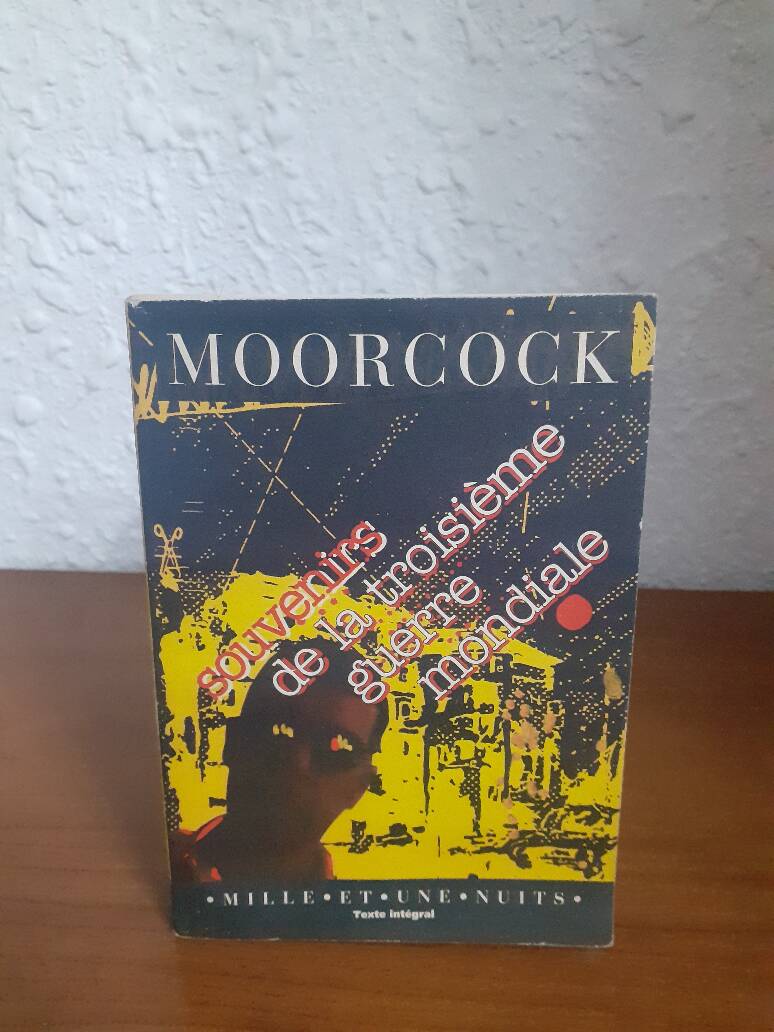 MOORCOCK
souvenirs
de la troisième
guerre
mondiale
•MILLE•ET•UNE•NUITS•
Texte intégral